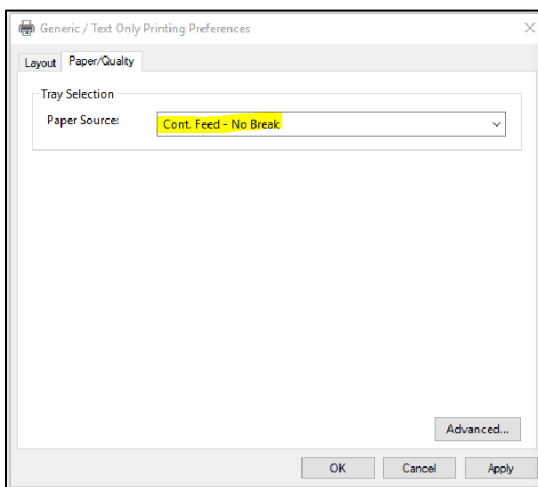 Generic / Text Only Printing Preferences
Layout Paper/Quality
Tray Selection
Paper Source: Cont. Feed - No Break
Advanced...
OK Cancel Apply